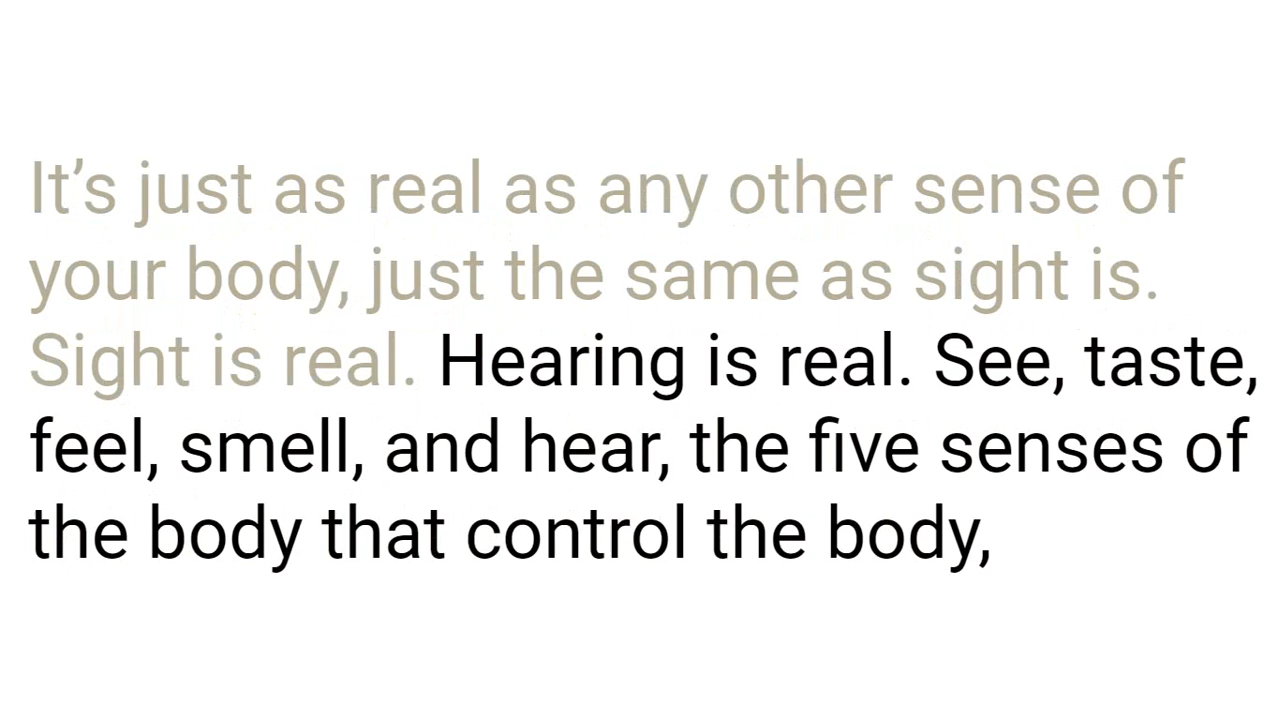 It’s just as real as any other sense of
your body, just the same as sight is.
Sight is real. Hearing is real. See, taste,
feel, smell, and hear, the five senses of
the body that control the body,